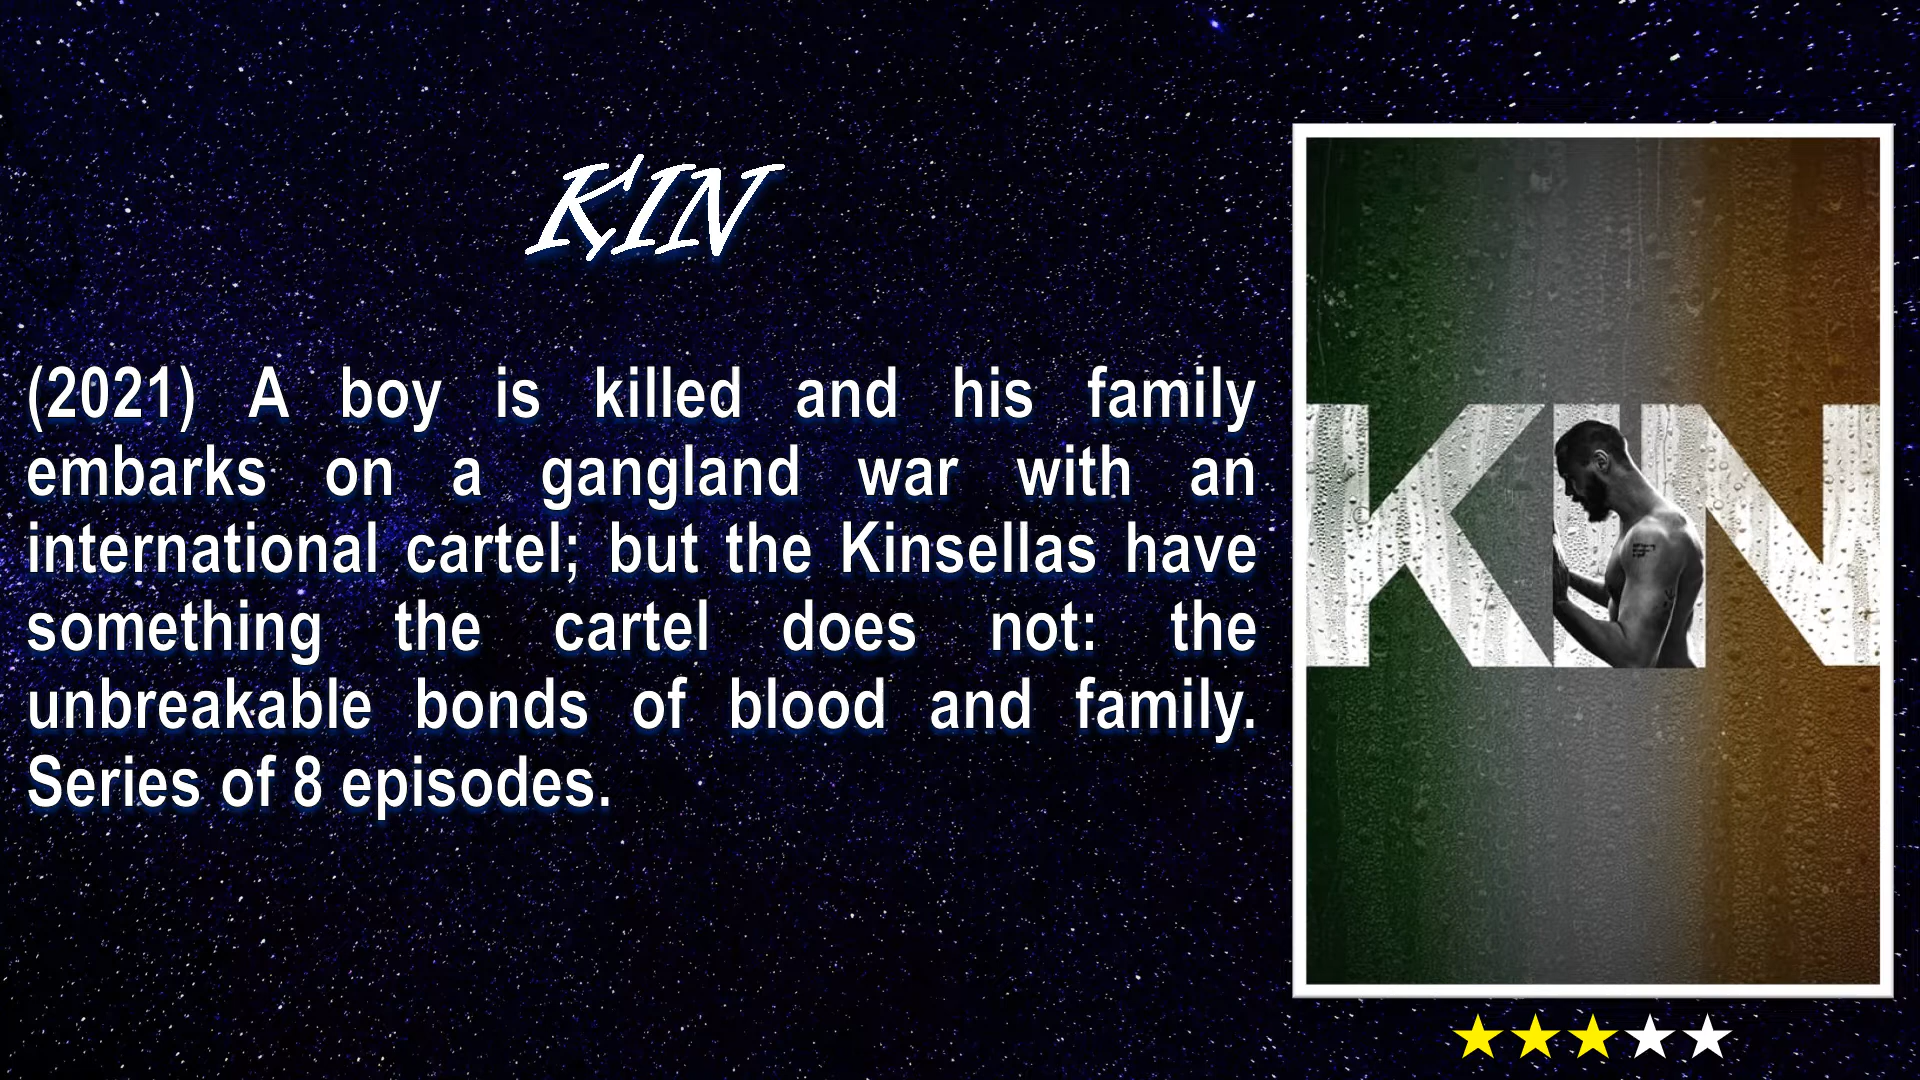 KIN
(2021) A boy is killed and his family
embarks on a gangland war with an
international cartel; but the Kinsellas have
something the cartel does not: the
unbreakable bonds of blood and family.
Series of 8 episodes.
KIN